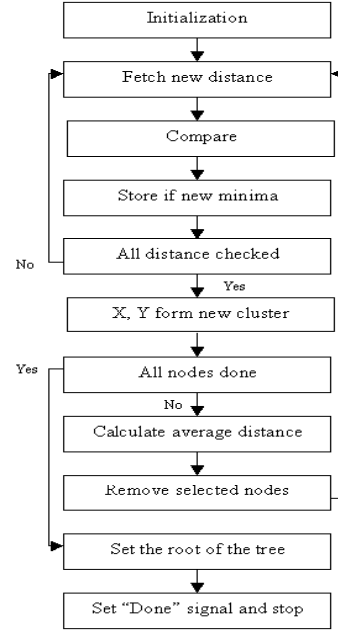 Initialization
Fetch new distance
Compare
Store if new minima
All distance checked
No
Yes
X, Y form new cluster
Yes
All nodes done
No
Calculate average distance
Remove selected nodes
Set the root of the tree
Set “Done” signal and stop